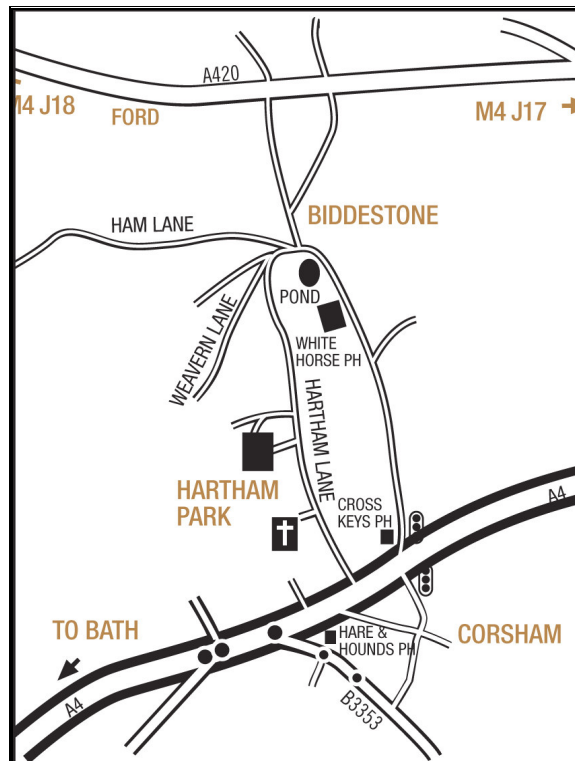 A420
M4 J18
FORD
M4 J17
HAM LANE
BIDDESTONE
POND
WEAVERN LANE
WHITE
HORSE PH
HARTHAM LANE
HARTHAM
PARK
CROSS
KEYS PH
A4
TO BATH
HARE &
HOUNDS PH
CORSHAM
A4
B3353